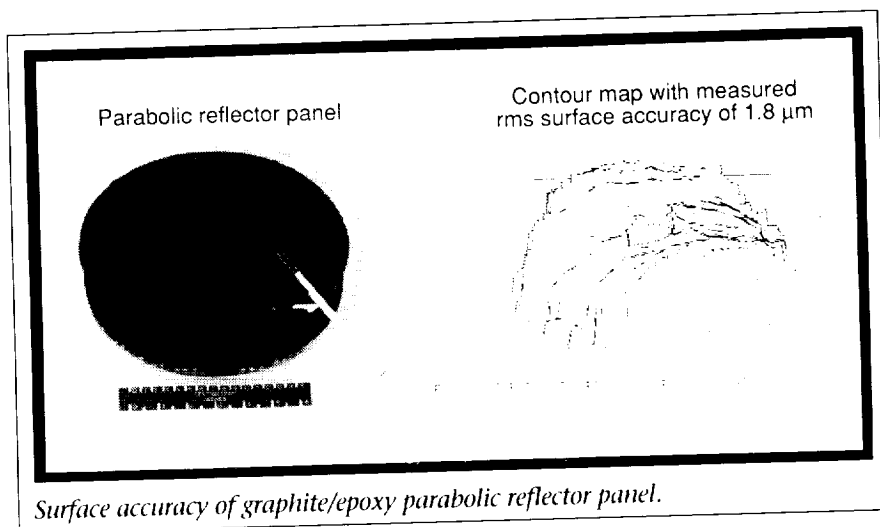 Parabolic reflector panel
Contour map with measured
rms surface accuracy of 1.8 µm
Surface accuracy of graphite/epoxy parabolic reflector panel.